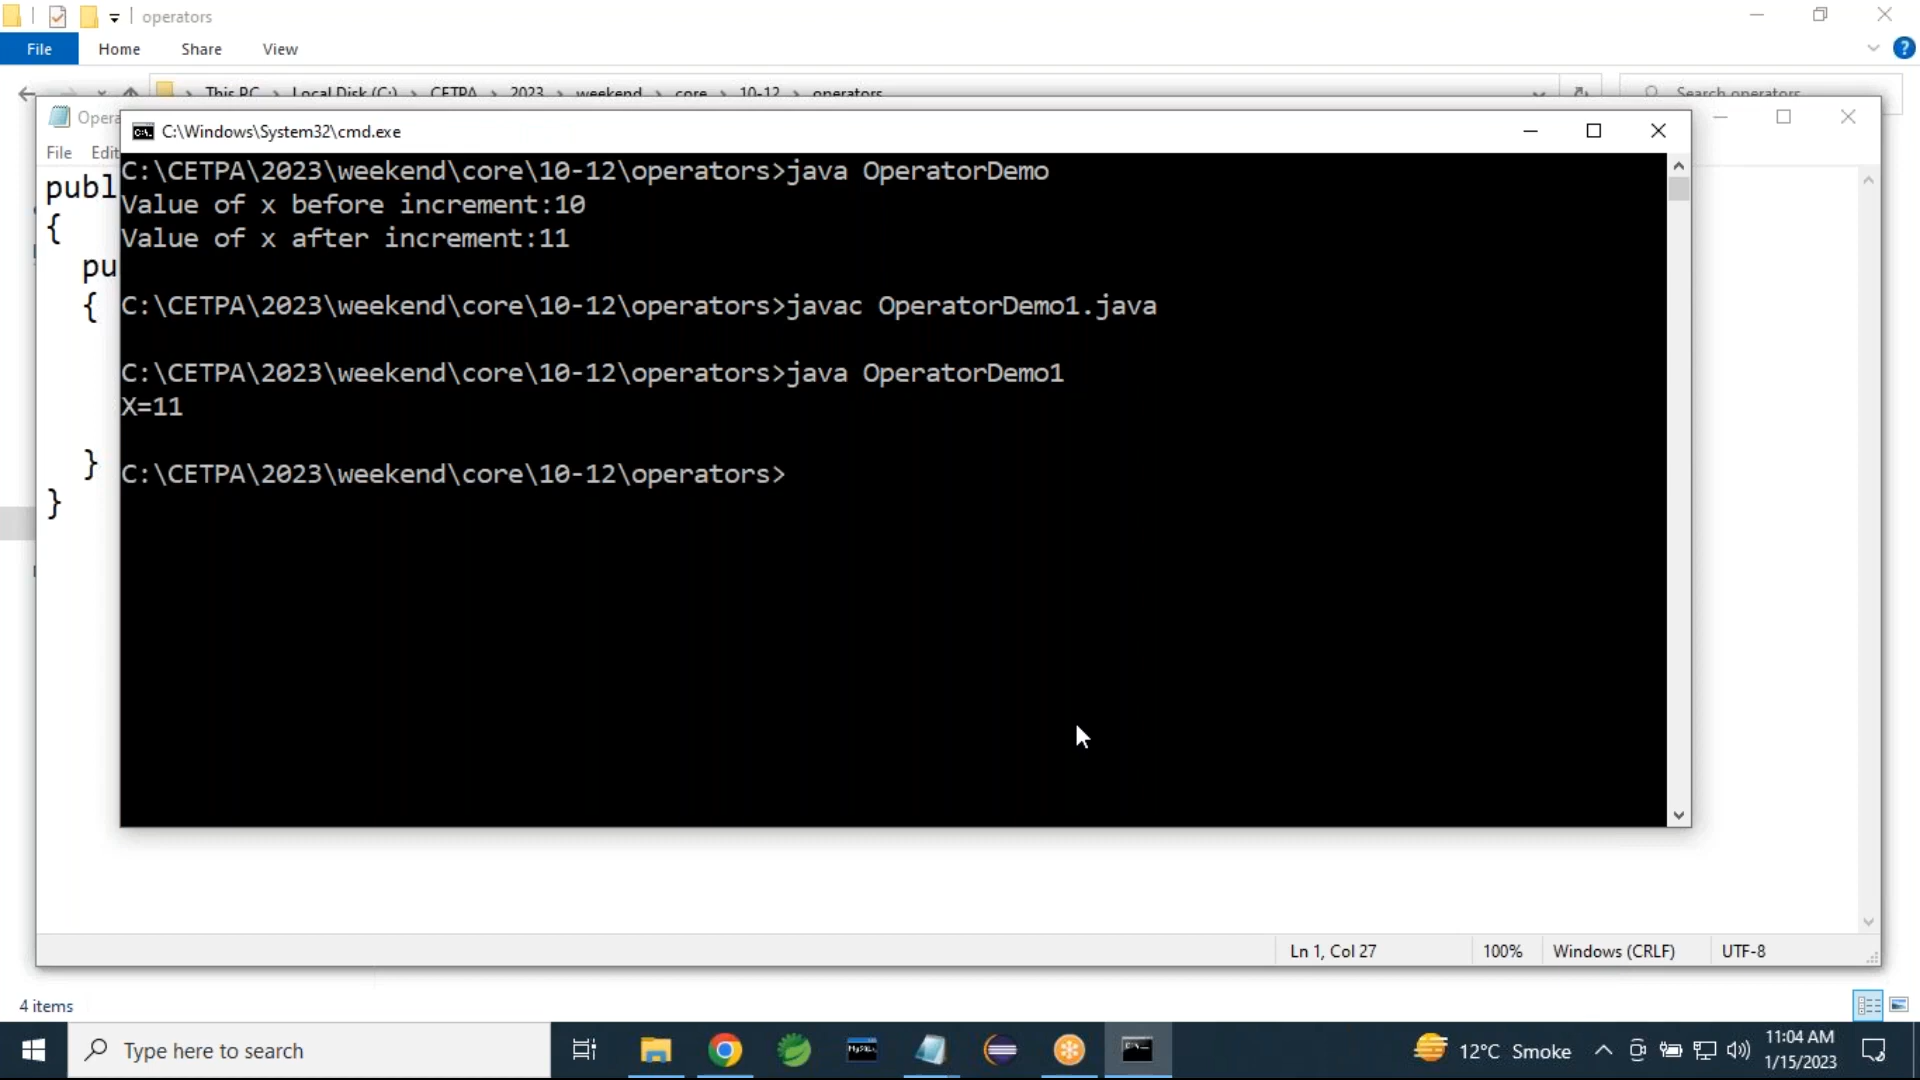 operators
File Home Share View
This PC Local Disk (C:) CETPA 2023 weekend core 10-12 operators
Search operators
C:\Windows\System32\cmd.exe
File
C:\CETPA\2023\weekend\core\10-12\operators>java OperatorDemo
publ
Value of x before increment:10
{
Value of x after increment:11
pu
{
C:\CETPA\2023\weekend\core\10-12\operators>javac OperatorDemo1.java
C:\CETPA\2023\weekend\core\10-12\operators>java OperatorDemo1
X=11
}
C:\CETPA\2023\weekend\core\10-12\operators>
}
Ln 1, Col 27 100% Windows (CRLF) UTF-8
4 items
Type here to search
MySQL
12°C Smoke
11:04 AM
1/15/2023